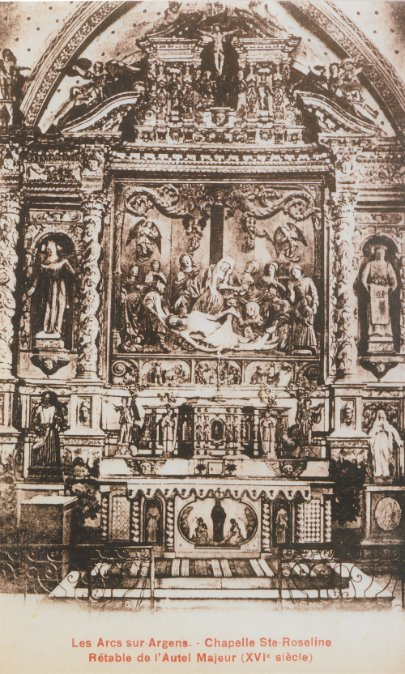 Les Arcs sur-Argens. - Chapelle Ste-Roseline
Rétable de l'Autel Majeur (XVIe siècle)